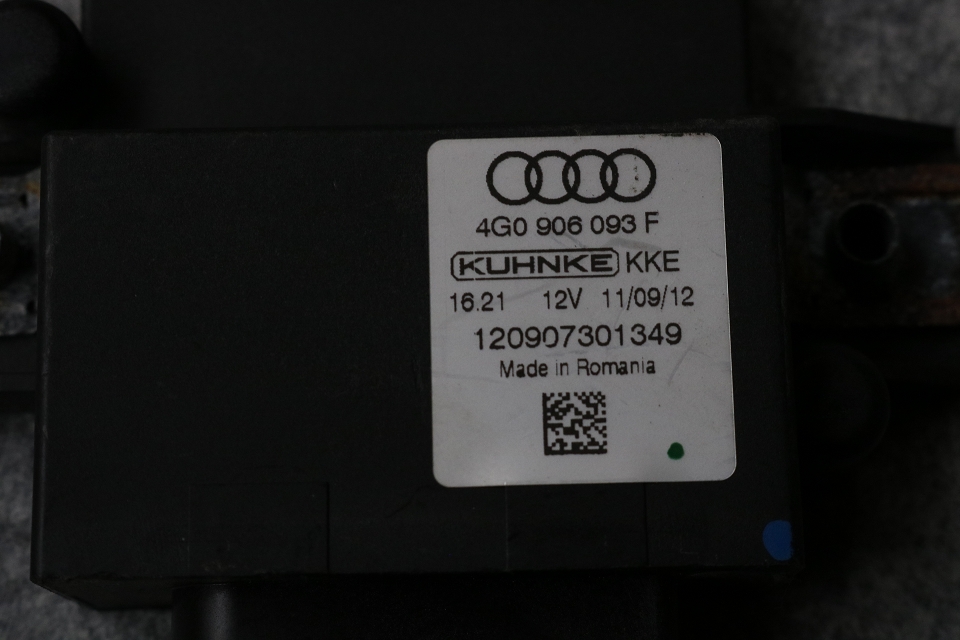 4G0 906 093 F
KUHNKE KKE
16.21 12V 11/09/12
120907301349
Made in Romania